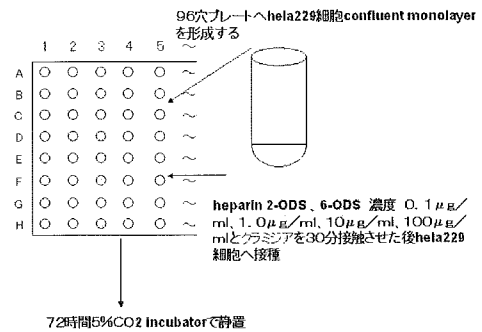 96穴プレートへhela229細胞confluent monolayer
を形成する
1 2 3 4 5 ～
A ～
B ～
C ～
D ～
E ～
F ～
G ～
H ～
heparin 2-ODS、6-ODS 濃度 0.1μg/
ml、1.0μg/ml、10μg/ml、100μg/
mlとクラミジアを30分接触させた後hela229
細胞へ接種
72時間5%CO2 incubatorで静置